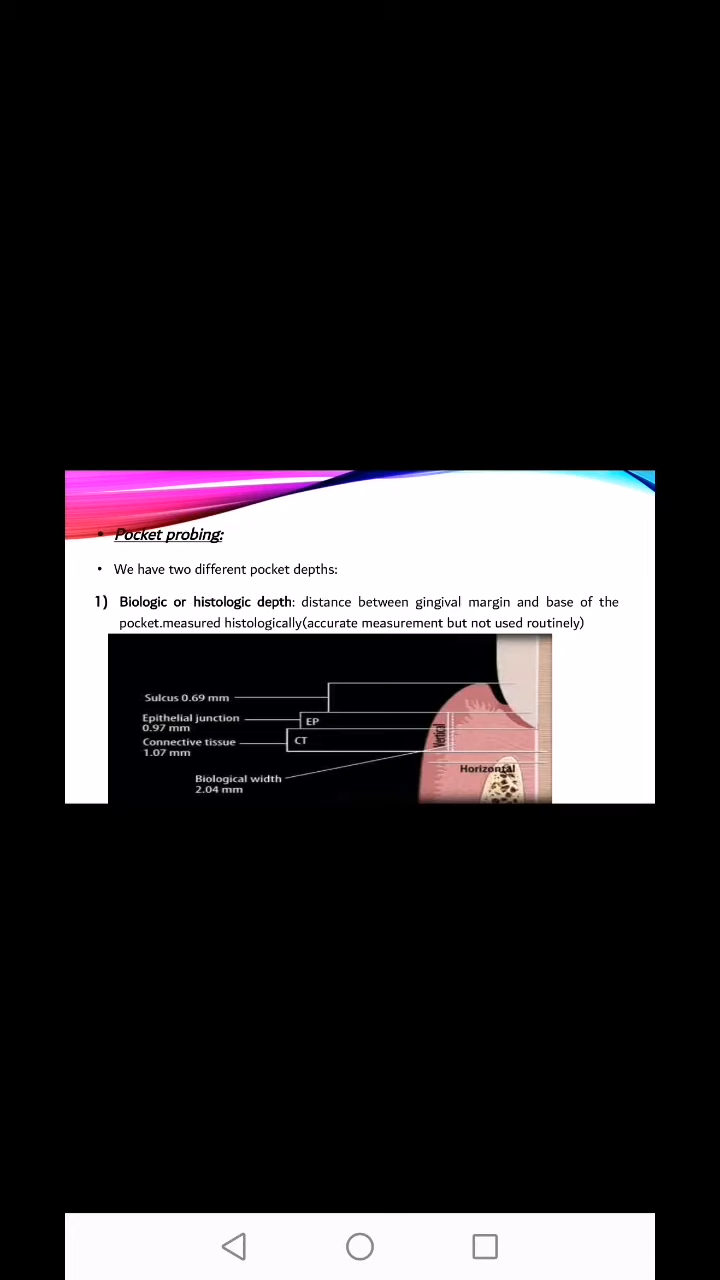 • Pocket probing:
• We have two different pocket depths:
1) Biologic or histologic depth: distance between gingival margin and base of the
pocket.measured histologically(accurate measurement but not used routinely)
Sulcus 0.69 mm
Epithelial junction
0.97 mm
EP
Connective tissue
1.07 mm
CT
Biological width
2.04 mm
Vertical
Horizontal